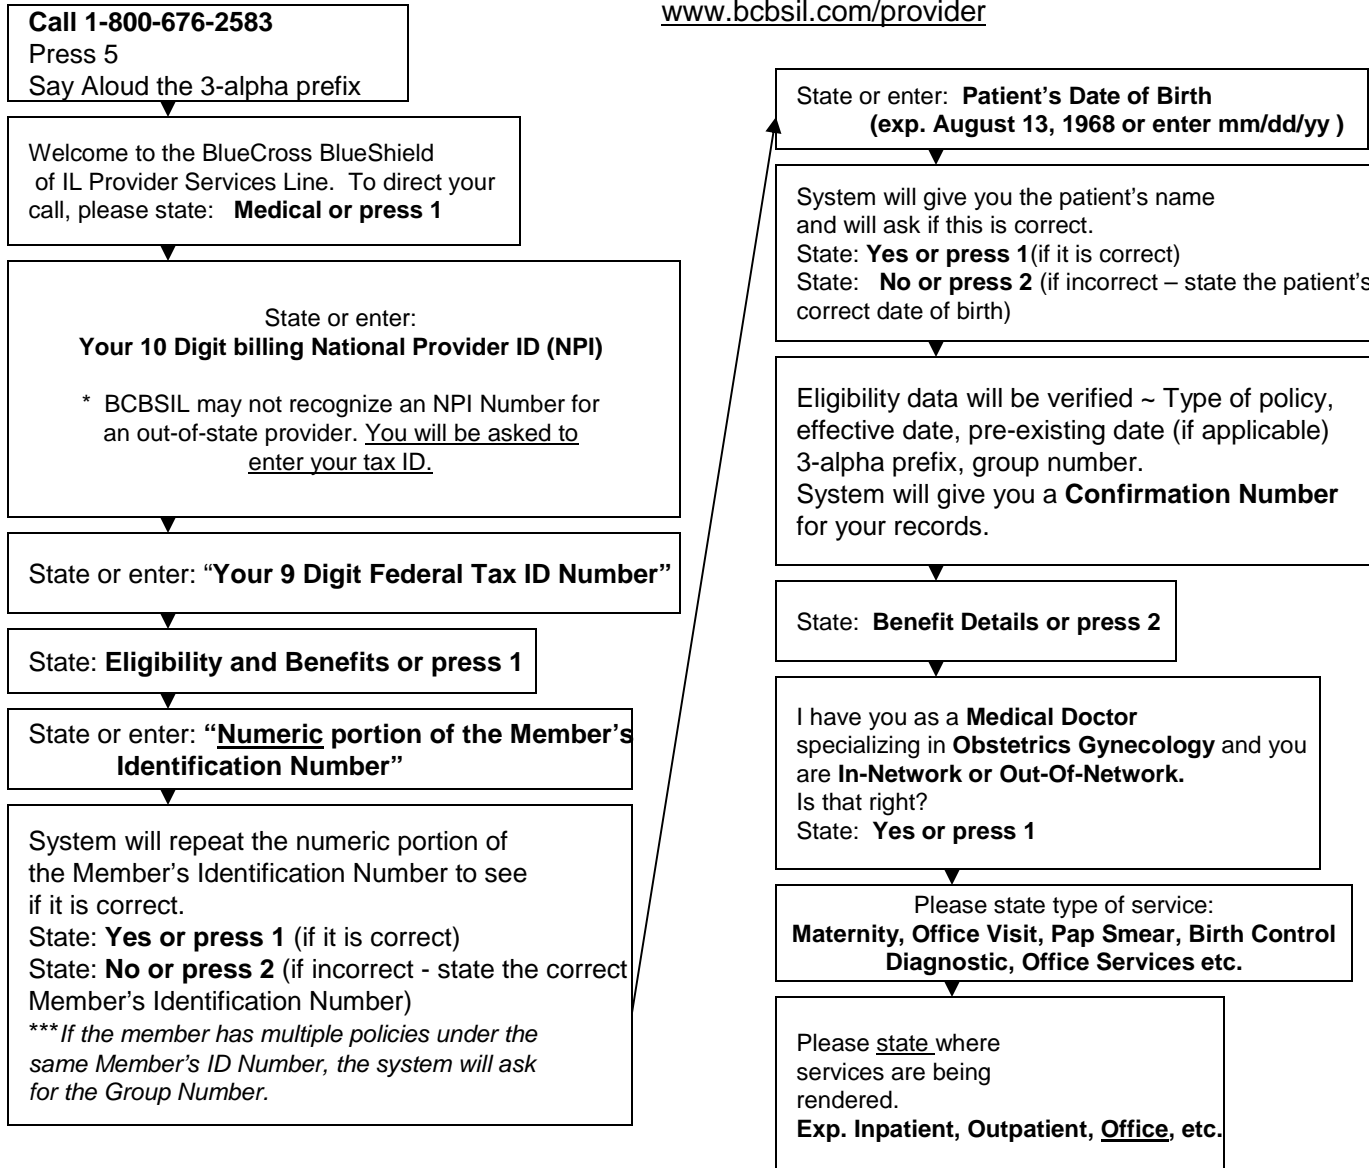 www.bcbsil.com/provider
Call 1-800-676-2583
Press 5
Say Aloud the 3-alpha prefix
Welcome to the BlueCross BlueShield
of IL Provider Services Line. To direct your
call, please state: Medical or press 1
State or enter:
Your 10 Digit billing National Provider ID (NPI)
* BCBSIL may not recognize an NPI Number for
an out-of-state provider. You will be asked to
enter your tax ID.
State or enter: “Your 9 Digit Federal Tax ID Number”
State: Eligibility and Benefits or press 1
State or enter: “Numeric portion of the Member’s
Identification Number”
System will repeat the numeric portion of
the Member’s Identification Number to see
if it is correct.
State: Yes or press 1 (if it is correct)
State: No or press 2 (if incorrect - state the correct
Member’s Identification Number)
***If the member has multiple policies under the
same Member’s ID Number, the system will ask
for the Group Number.
State or enter: Patient’s Date of Birth
(exp. August 13, 1968 or enter mm/dd/yy )
System will give you the patient’s name
and will ask if this is correct.
State: Yes or press 1(if it is correct)
State: No or press 2 (if incorrect – state the patient’s
correct date of birth)
Eligibility data will be verified ~ Type of policy,
effective date, pre-existing date (if applicable)
3-alpha prefix, group number.
System will give you a Confirmation Number
for your records.
State: Benefit Details or press 2
I have you as a Medical Doctor
specializing in Obstetrics Gynecology and you
are In-Network or Out-Of-Network.
Is that right?
State: Yes or press 1
Please state type of service:
Maternity, Office Visit, Pap Smear, Birth Control
Diagnostic, Office Services etc.
Please state where
services are being
rendered.
Exp. Inpatient, Outpatient, Office, etc.